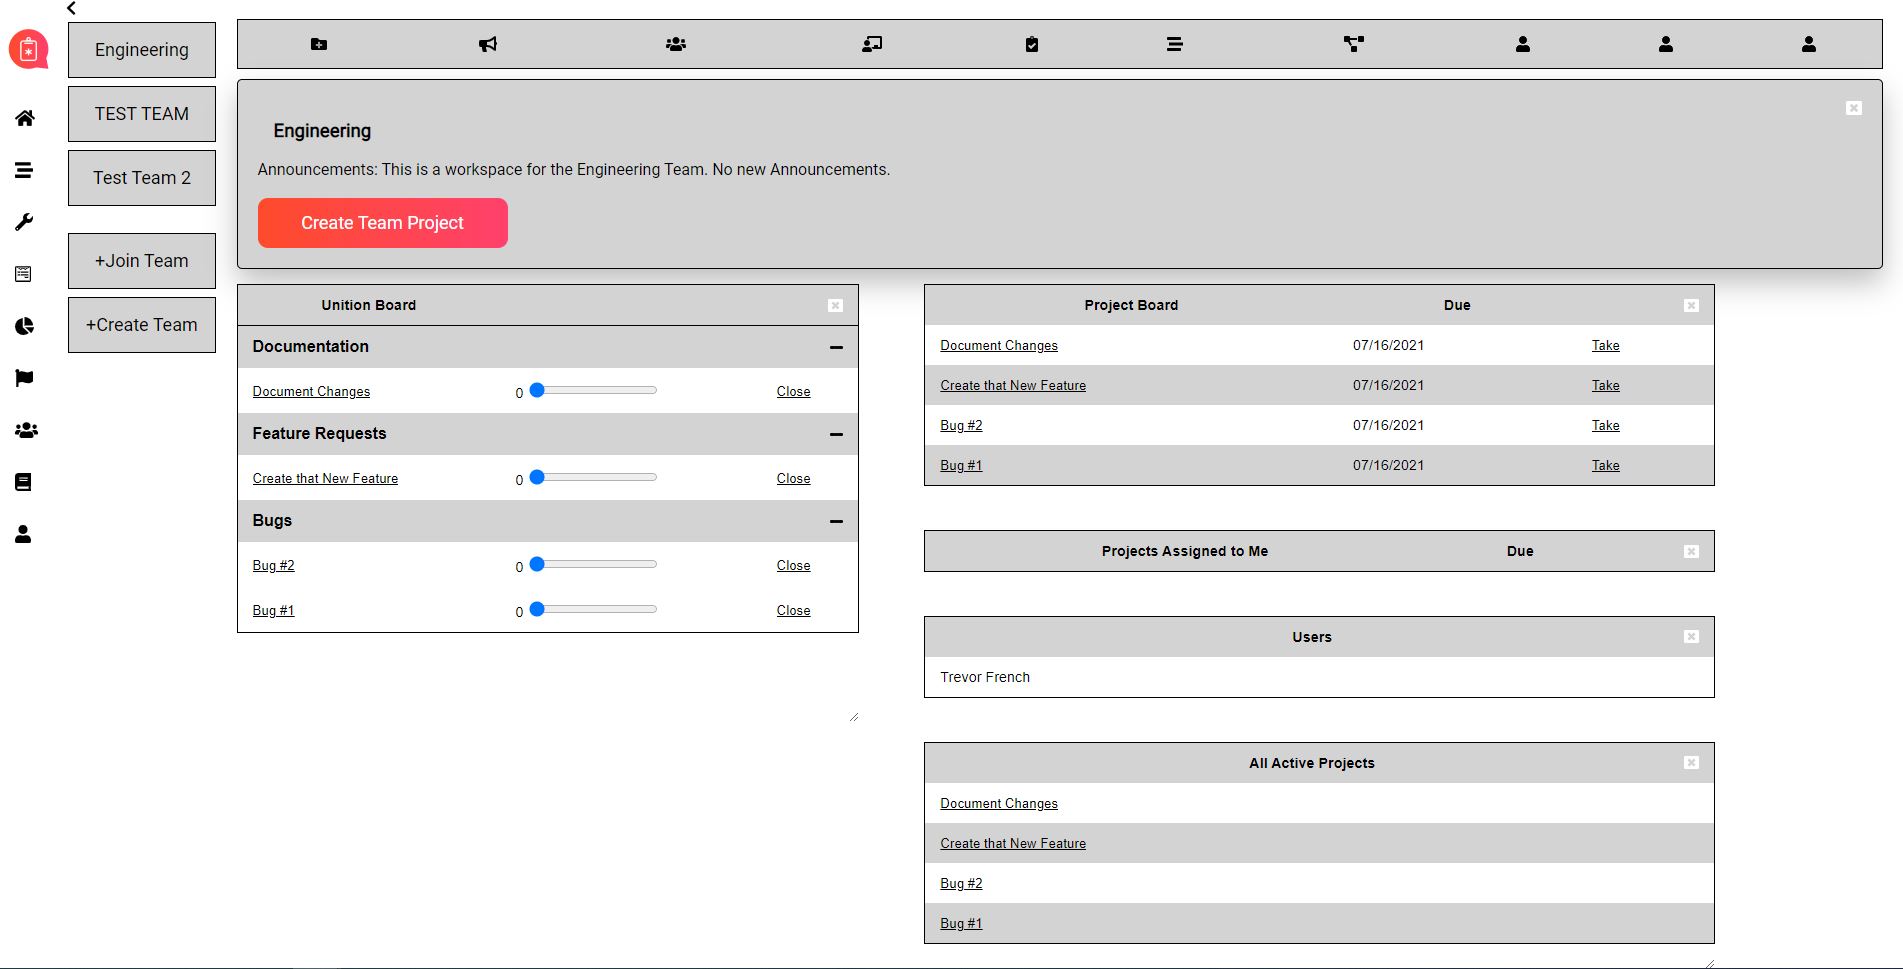 Engineering
TEST TEAM
Test Team 2
+Join Team
+Create Team
Engineering
Announcements: This is a workspace for the Engineering Team. No new Announcements.
Create Team Project
Unition Board
Documentation
Document Changes 0 Close
Feature Requests
Create that New Feature 0 Close
Bugs
Bug #2 0 Close
Bug #1 0 Close
Project Board Due
Document Changes 07/16/2021 Take
Create that New Feature 07/16/2021 Take
Bug #2 07/16/2021 Take
Bug #1 07/16/2021 Take
Projects Assigned to Me Due
Users
Trevor French
All Active Projects
Document Changes
Create that New Feature
Bug #2
Bug #1